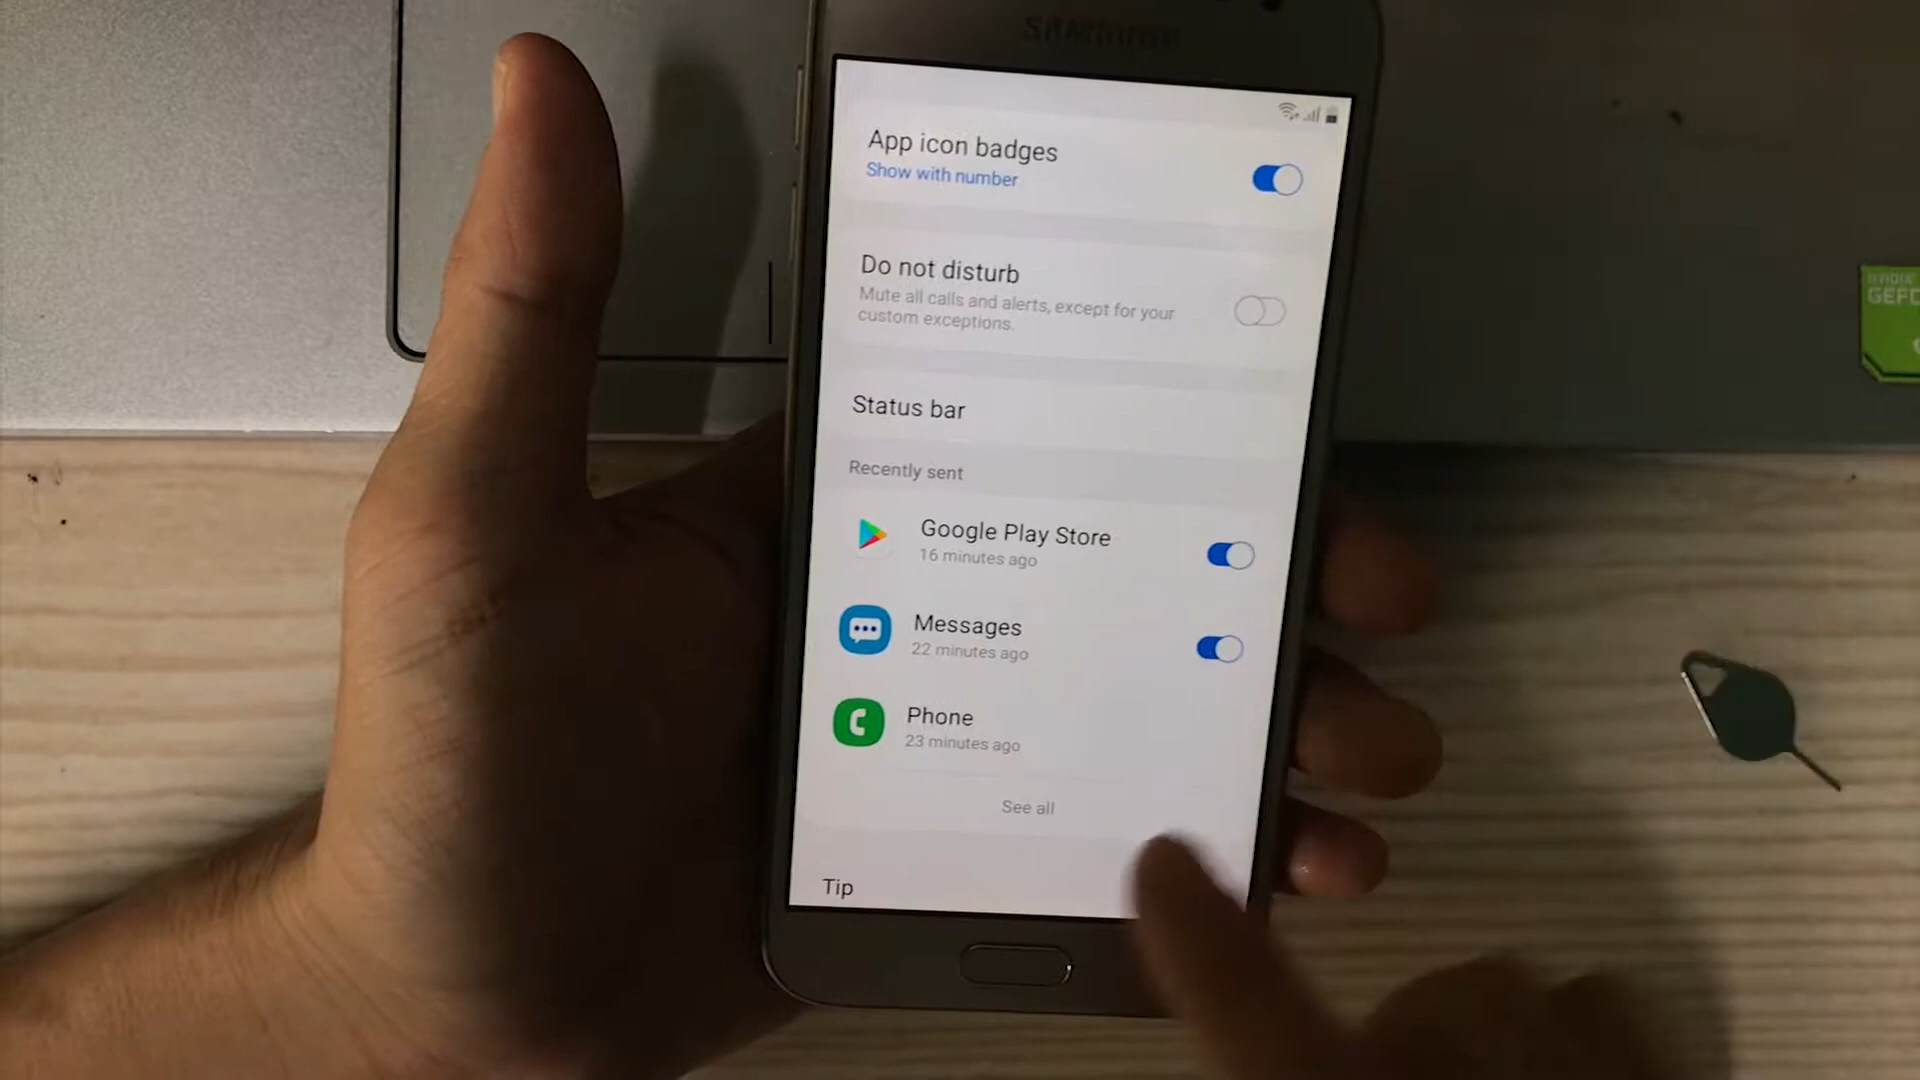 SAMSUNG
App icon badges
Show with number
Do not disturb
Mute all calls and alerts, except for your
custom exceptions.
Status bar
Recently sent
Google Play Store
16 minutes ago
Messages
22 minutes ago
Phone
23 minutes ago
See all
Tip
NVIDIA